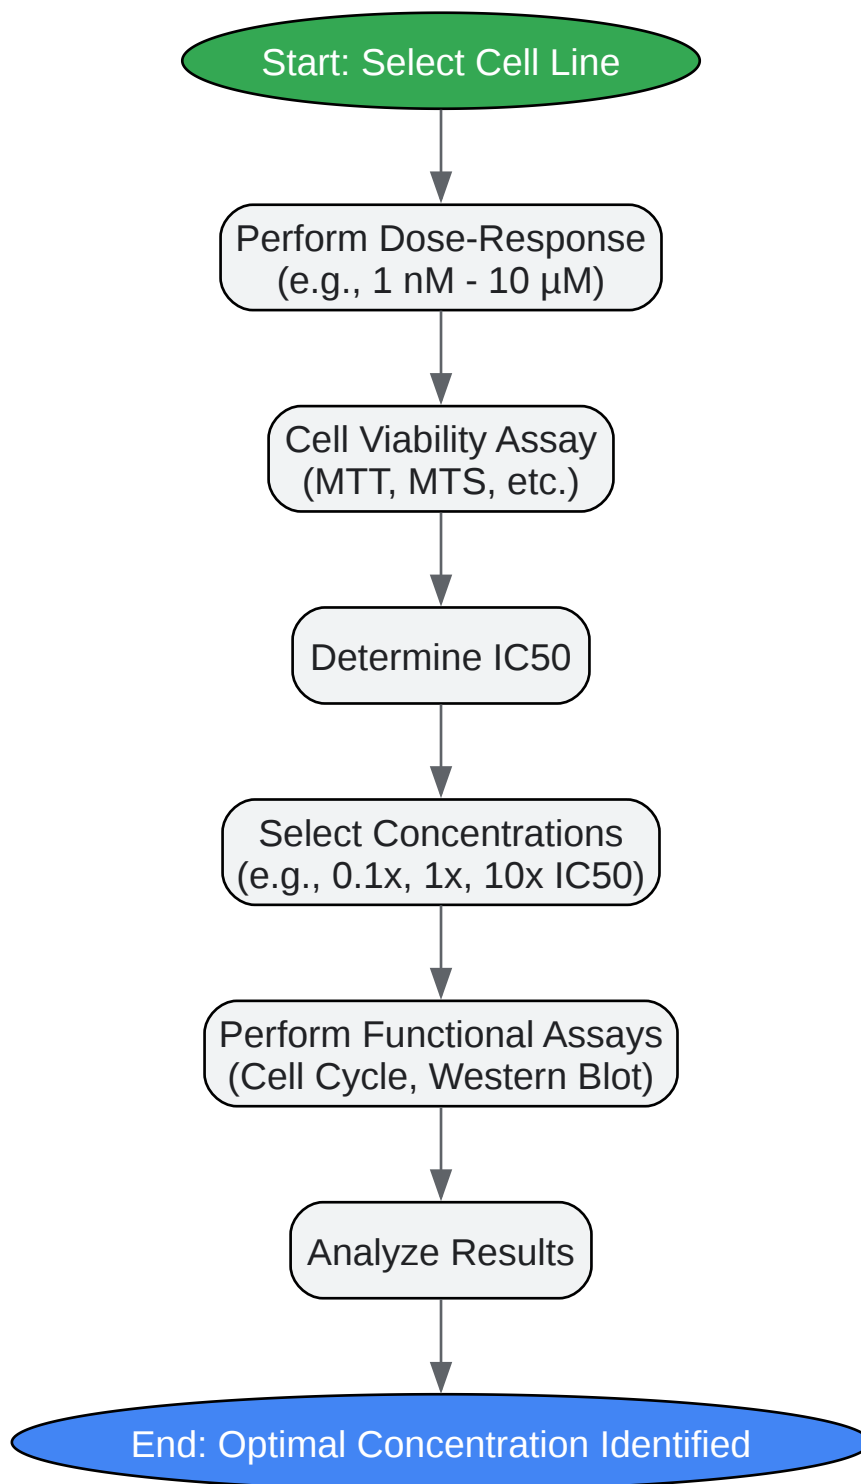 Start: Select Cell Line
Perform Dose-Response
(e.g., 1 nM - 10 µM)
Cell Viability Assay
(MTT, MTS, etc.)
Determine IC50
Select Concentrations
(e.g., 0.1x, 1x, 10x IC50)
Perform Functional Assays
(Cell Cycle, Western Blot)
Analyze Results
End: Optimal Concentration Identified